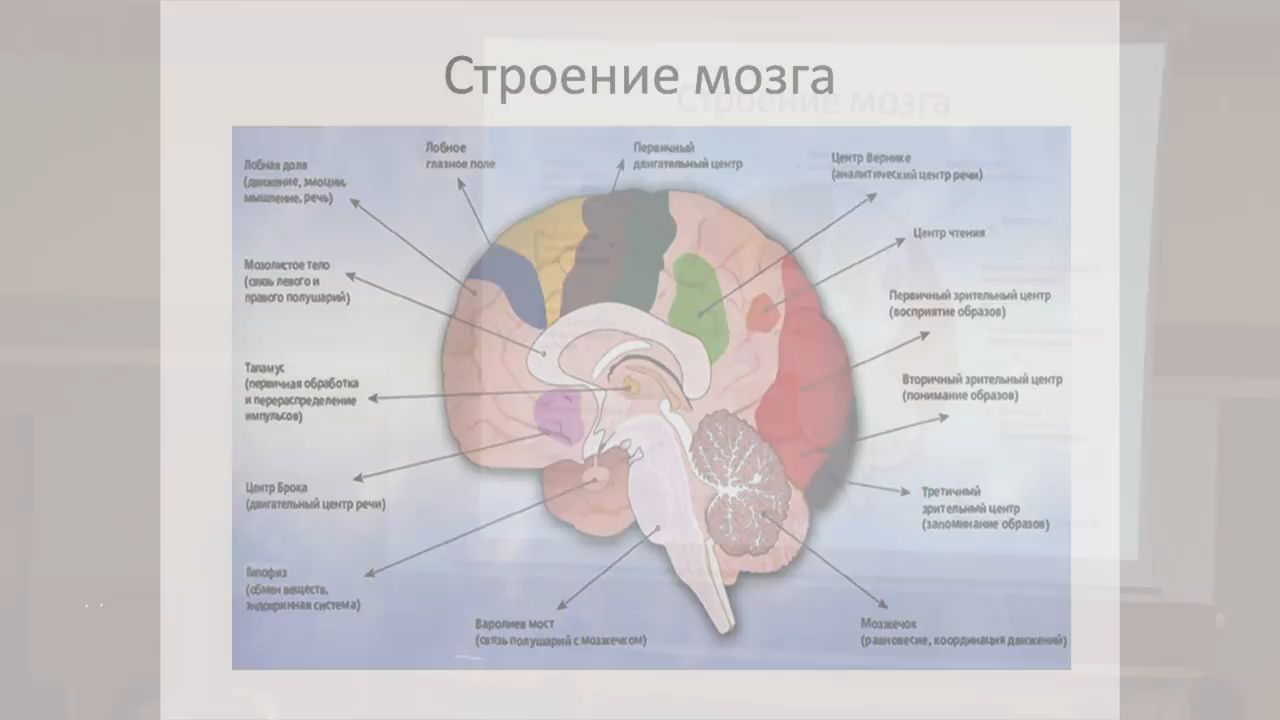 Строение мозга
Лобная доля
(движение, эмоции,
мышление, речь)
Лобное
глазное поле
Первичный
двигательный центр
Центр Вернике
(аналитический центр речи)
Центр чтения
Мозолистое тело
(связь левого и
правого полушарий)
Первичный зрительный центр
(восприятие образов)
Таламус
(первичная обработка
и перераспределение
импульсов)
Вторичный зрительный центр
(понимание образов)
Центр Брока
(двигательный центр речи)
Третичный
зрительный центр
(запоминание образов)
Гипофиз
(обмен веществ,
эндокринная система)
Варолиев мост
(связь полушарий с мозжечком)
Мозжечок
(равновесие, координация движений)
Строение мозга